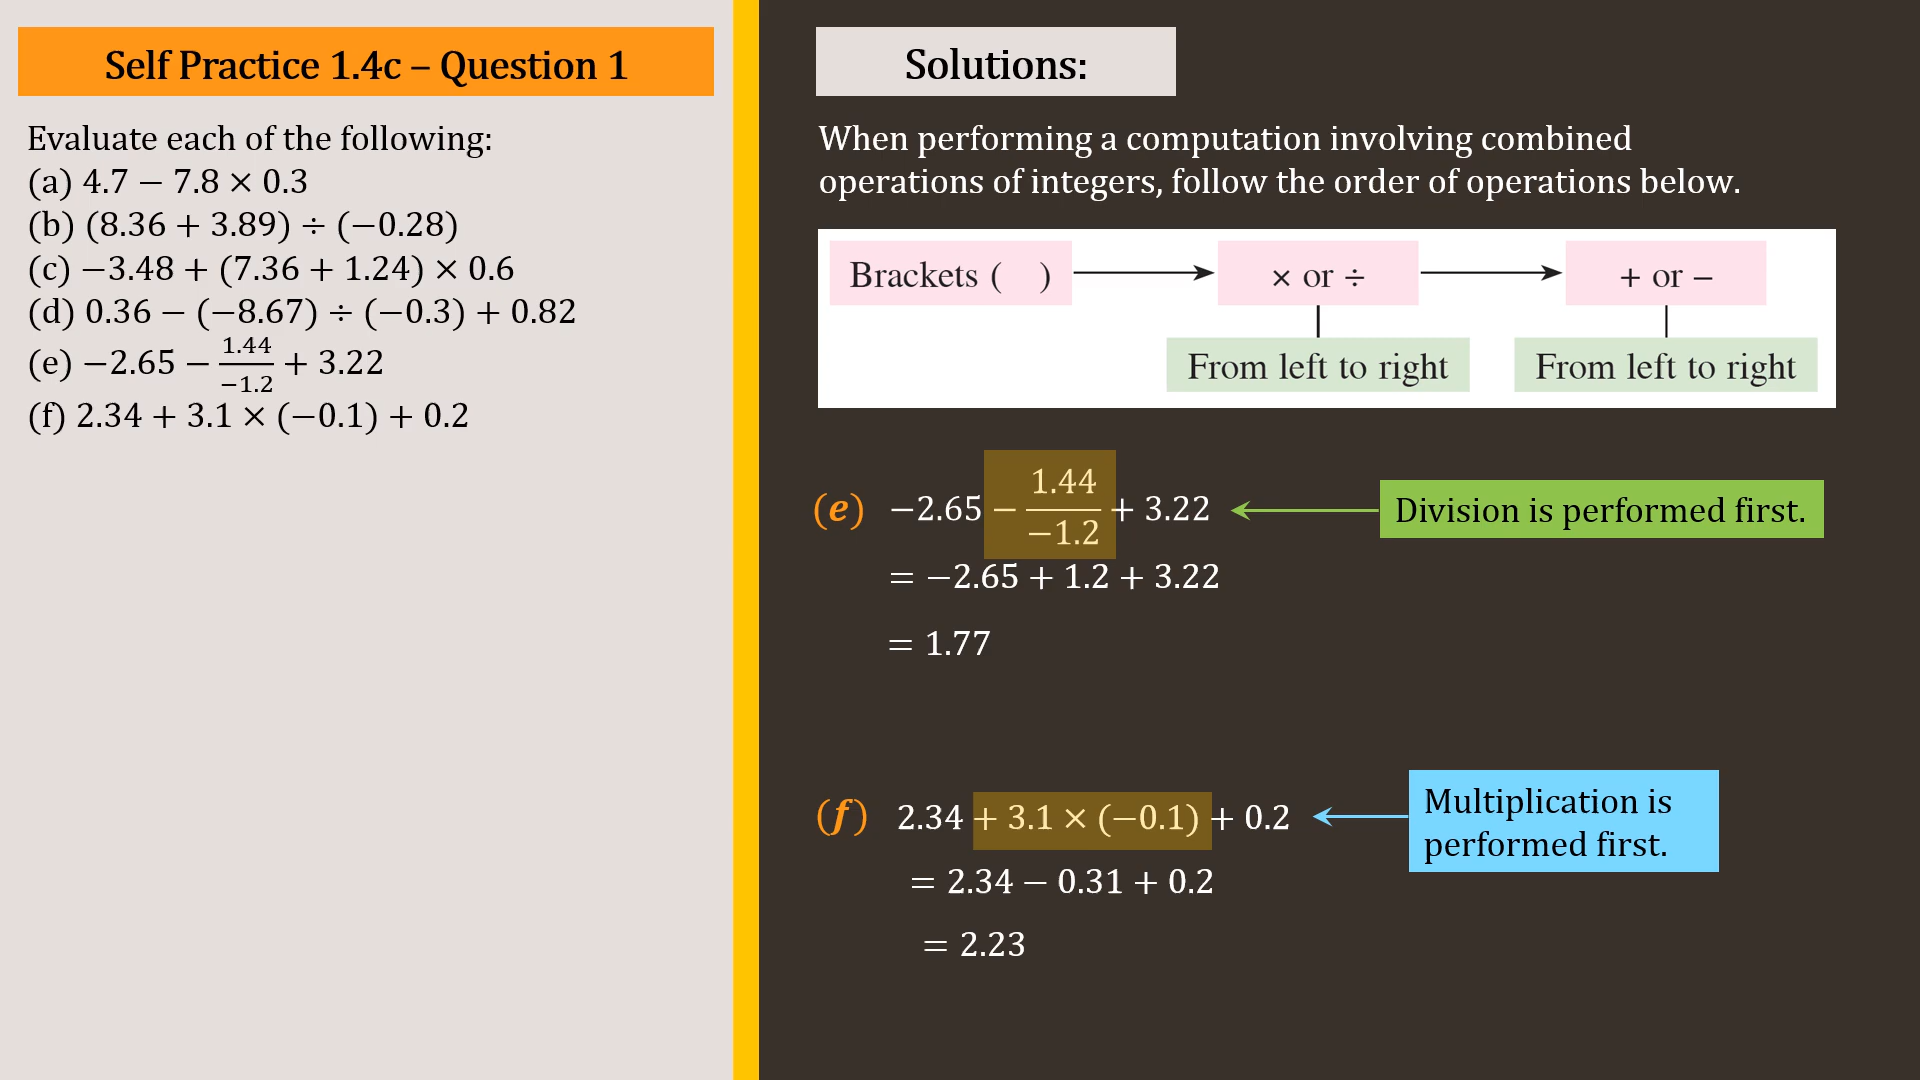 Self Practice 1.4c – Question 1
Evaluate each of the following:
(a) 4.7 − 7.8 × 0.3
(b) (8.36 + 3.89) ÷ (−0.28)
(c) −3.48 + (7.36 + 1.24) × 0.6
(d) 0.36 − (−8.67) ÷ (−0.3) + 0.82
(e) −2.65 − 1.44/−1.2 + 3.22
(f) 2.34 + 3.1 × (−0.1) + 0.2
Solutions:
When performing a computation involving combined
operations of integers, follow the order of operations below.
Brackets ( )
× or ÷
+ or −
From left to right
From left to right
(e) −2.65 − 1.44/−1.2 + 3.22
Division is performed first.
= −2.65 + 1.2 + 3.22
= 1.77
(f) 2.34 + 3.1 × (−0.1) + 0.2
Multiplication is
performed first.
= 2.34 − 0.31 + 0.2
= 2.23